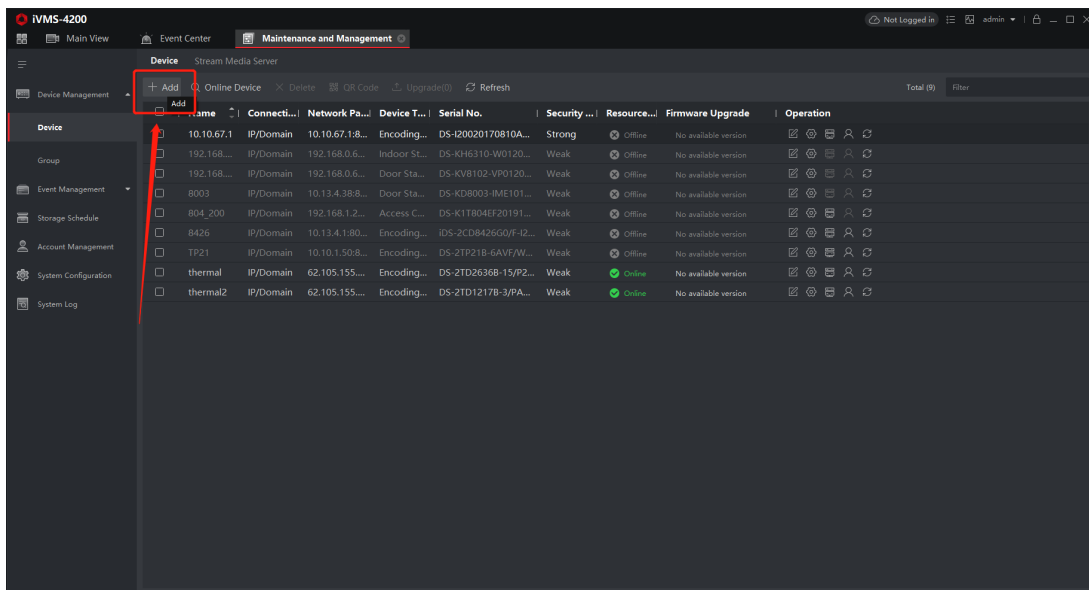 iVMS-4200 Not Logged in admin
Main View Event Center Maintenance and Management
Device Stream Media Server
Add Online Device Delete QR Code Upgrade(0) Refresh Total (9) Filter
Add
Name Connecti... Network Pa... Device T... Serial No. Security ... Resource... Firmware Upgrade Operation
10.10.67.1 IP/Domain 10.10.67.1:8... Encoding... DS-I20020170810A... Strong Offline No available version
192.168.... IP/Domain 192.168.0.6... Indoor St... DS-KH6310-W0120... Weak Offline No available version
192.168.... IP/Domain 192.168.0.6... Door Sta... DS-KV8102-VP0120... Weak Offline No available version
8003 IP/Domain 10.13.4.38:8... Door Sta... DS-KD8003-IME101... Weak Offline No available version
804_200 IP/Domain 192.168.1.2... Access C... DS-K1T804EF20191... Weak Offline No available version
8426 IP/Domain 10.13.4.1:80... Encoding... iDS-2CD8426G0/F-I2... Weak Offline No available version
TP21 IP/Domain 10.10.1.50:8... Encoding... DS-2TP21B-6AVF/W... Weak Offline No available version
thermal IP/Domain 62.105.155.... Encoding... DS-2TD2636B-15/P2... Weak Online No available version
thermal2 IP/Domain 62.105.155.... Encoding... DS-2TD1217B-3/PA... Weak Online No available version
Device Management
Device
Group
Event Management
Storage Schedule
Account Management
System Configuration
System Log